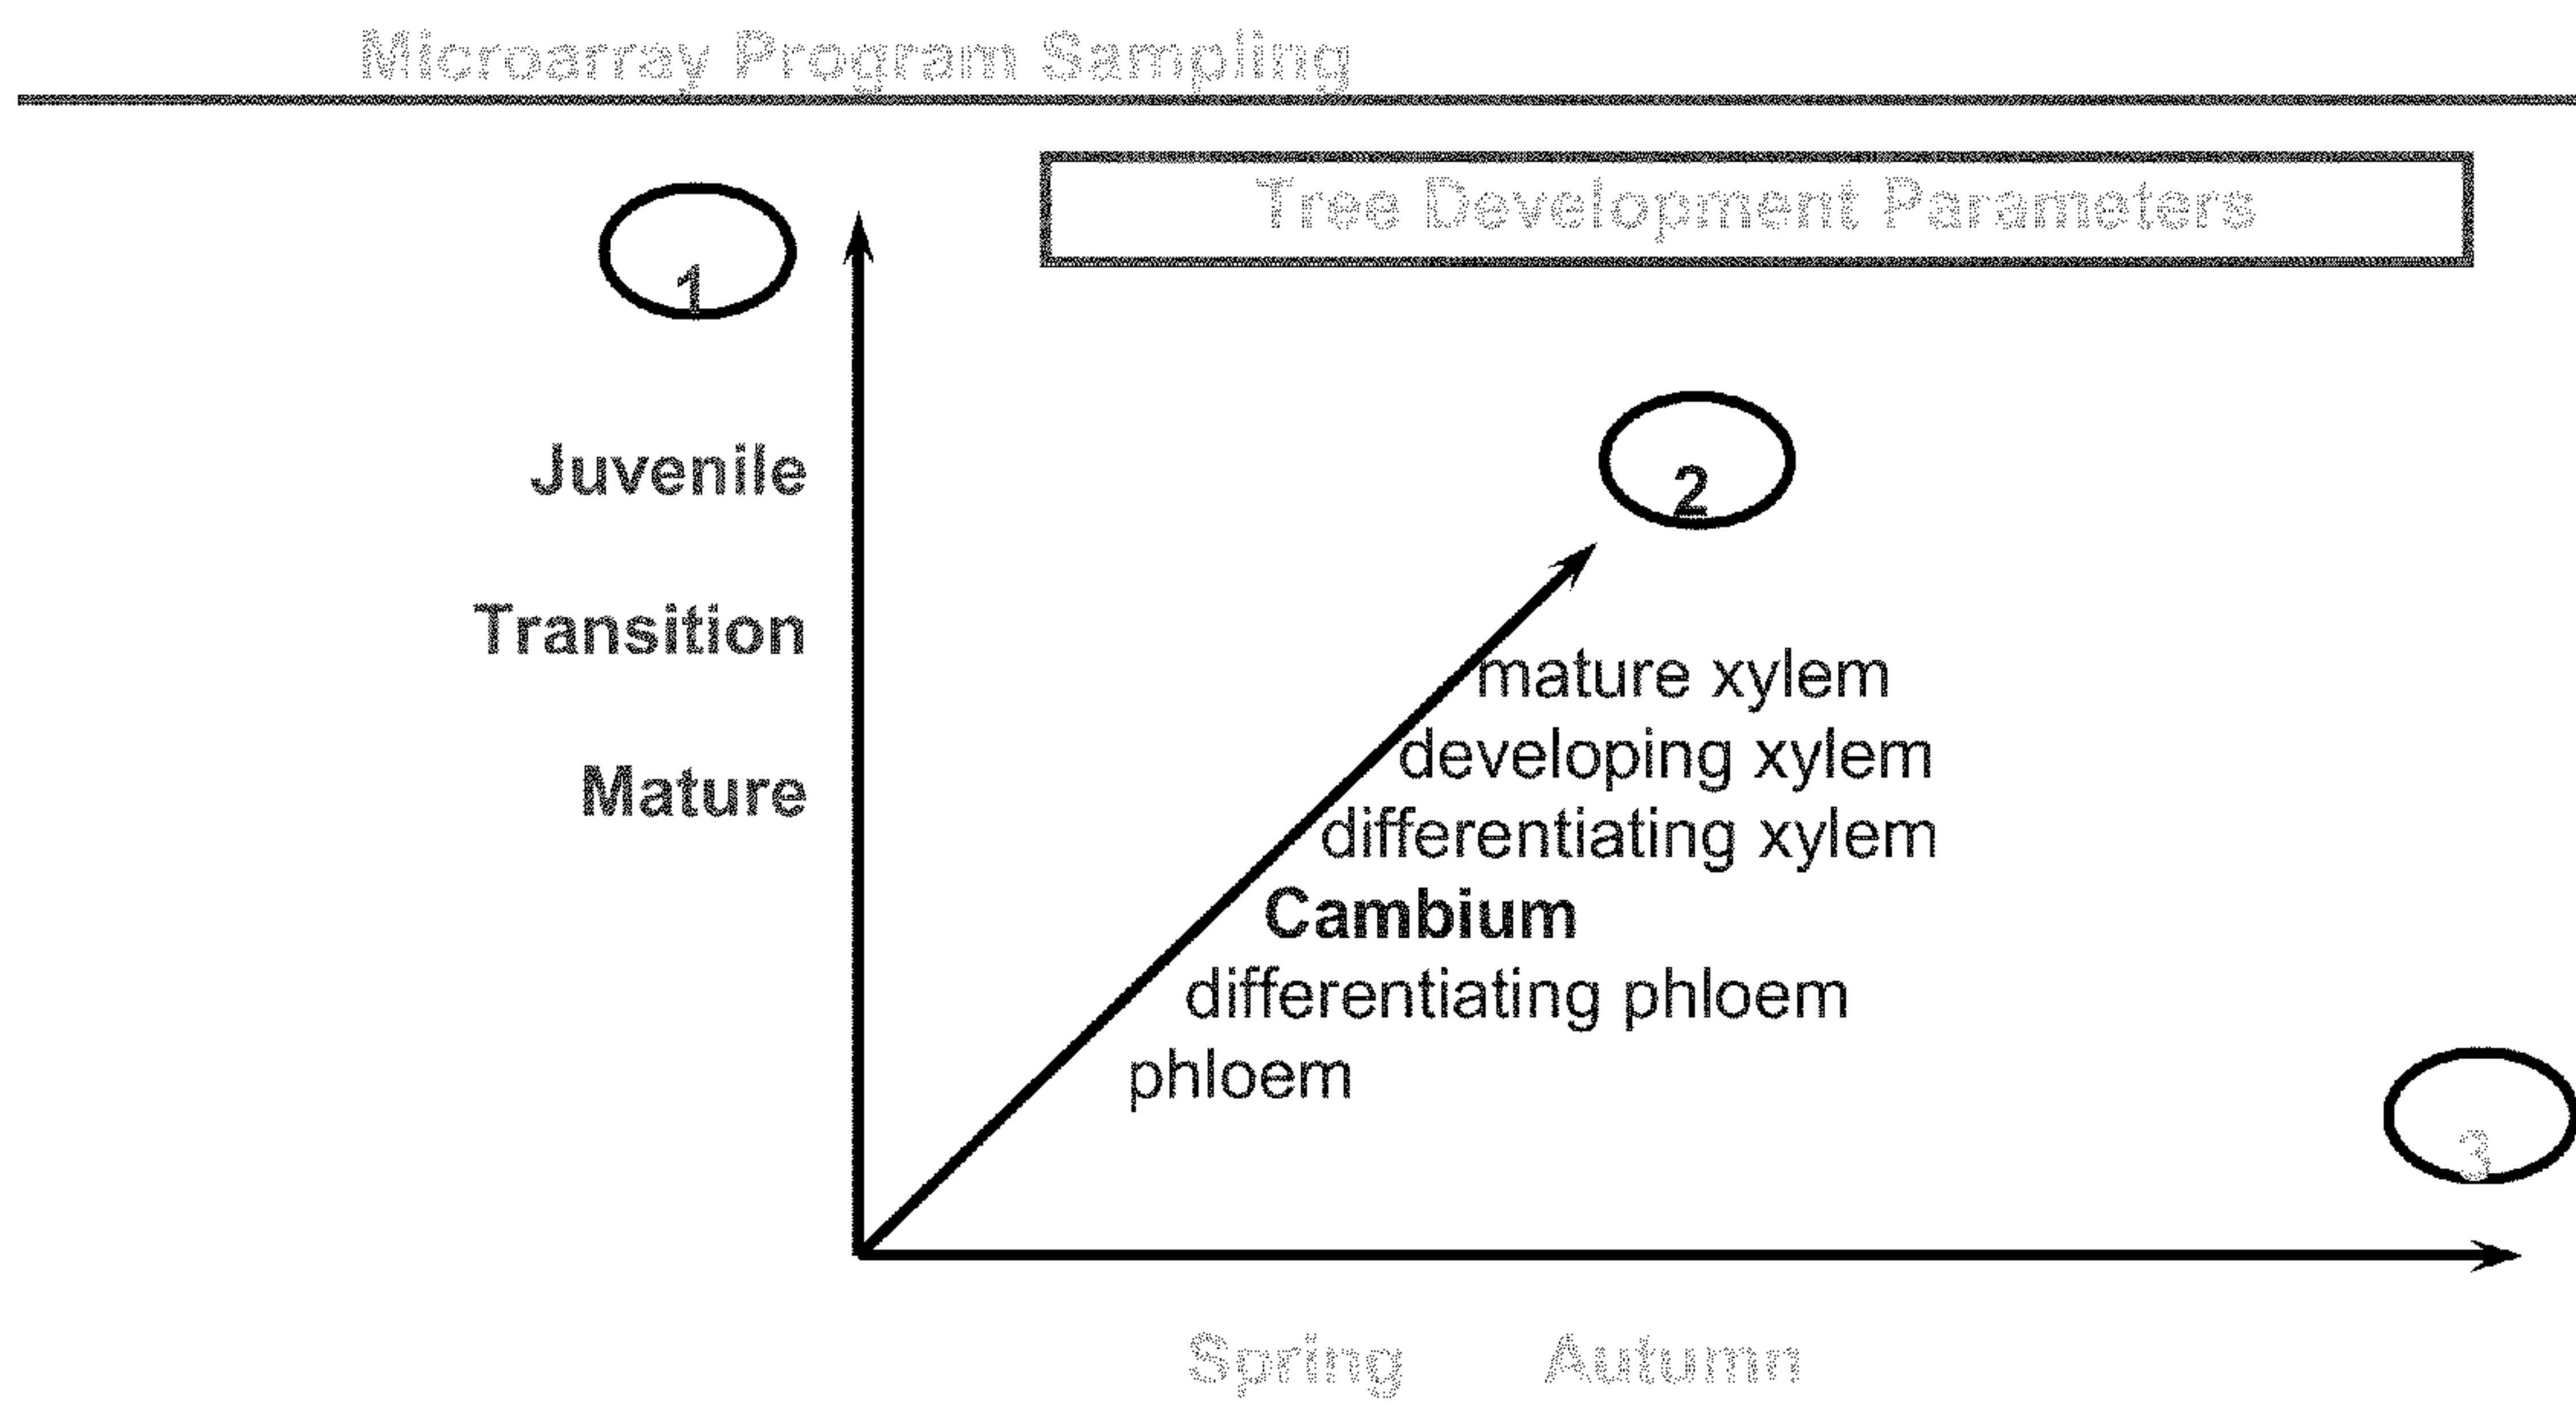 Microarray Program Sampling
Tree Development Parameters
1
2
Juvenile
Transition
Mature
mature xylem
developing xylem
differentiating xylem
Cambium
differentiating phloem
phloem
3
Spring Autumn